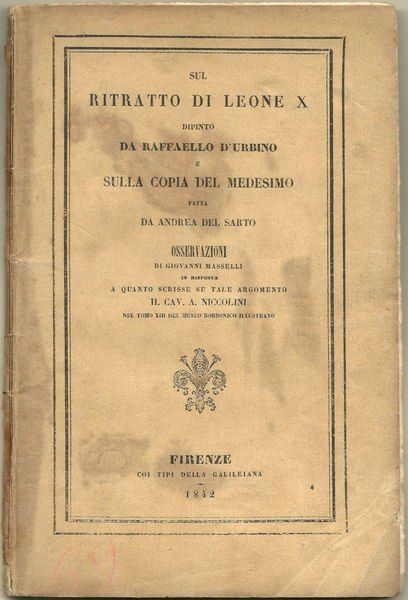 SUL
RITRATTO DI LEONE X
DIPINTO
DA RAFFAELLO D'URBINO
E
SULLA COPIA DEL MEDESIMO
FATTA
DA ANDREA DEL SARTO
OSSERVAZIONI
DI GIOVANNI MASSELLI
IN RISPOSTA
A QUANTO SCRISSE SU TALE ARGOMENTO
IL CAV. A. NICCOLINI
NEL TOMO XIII DEL MUSEO BORBONICO ILLUSTRATO
FIRENZE
COI TIPI DELLA GALILEIANA
1842